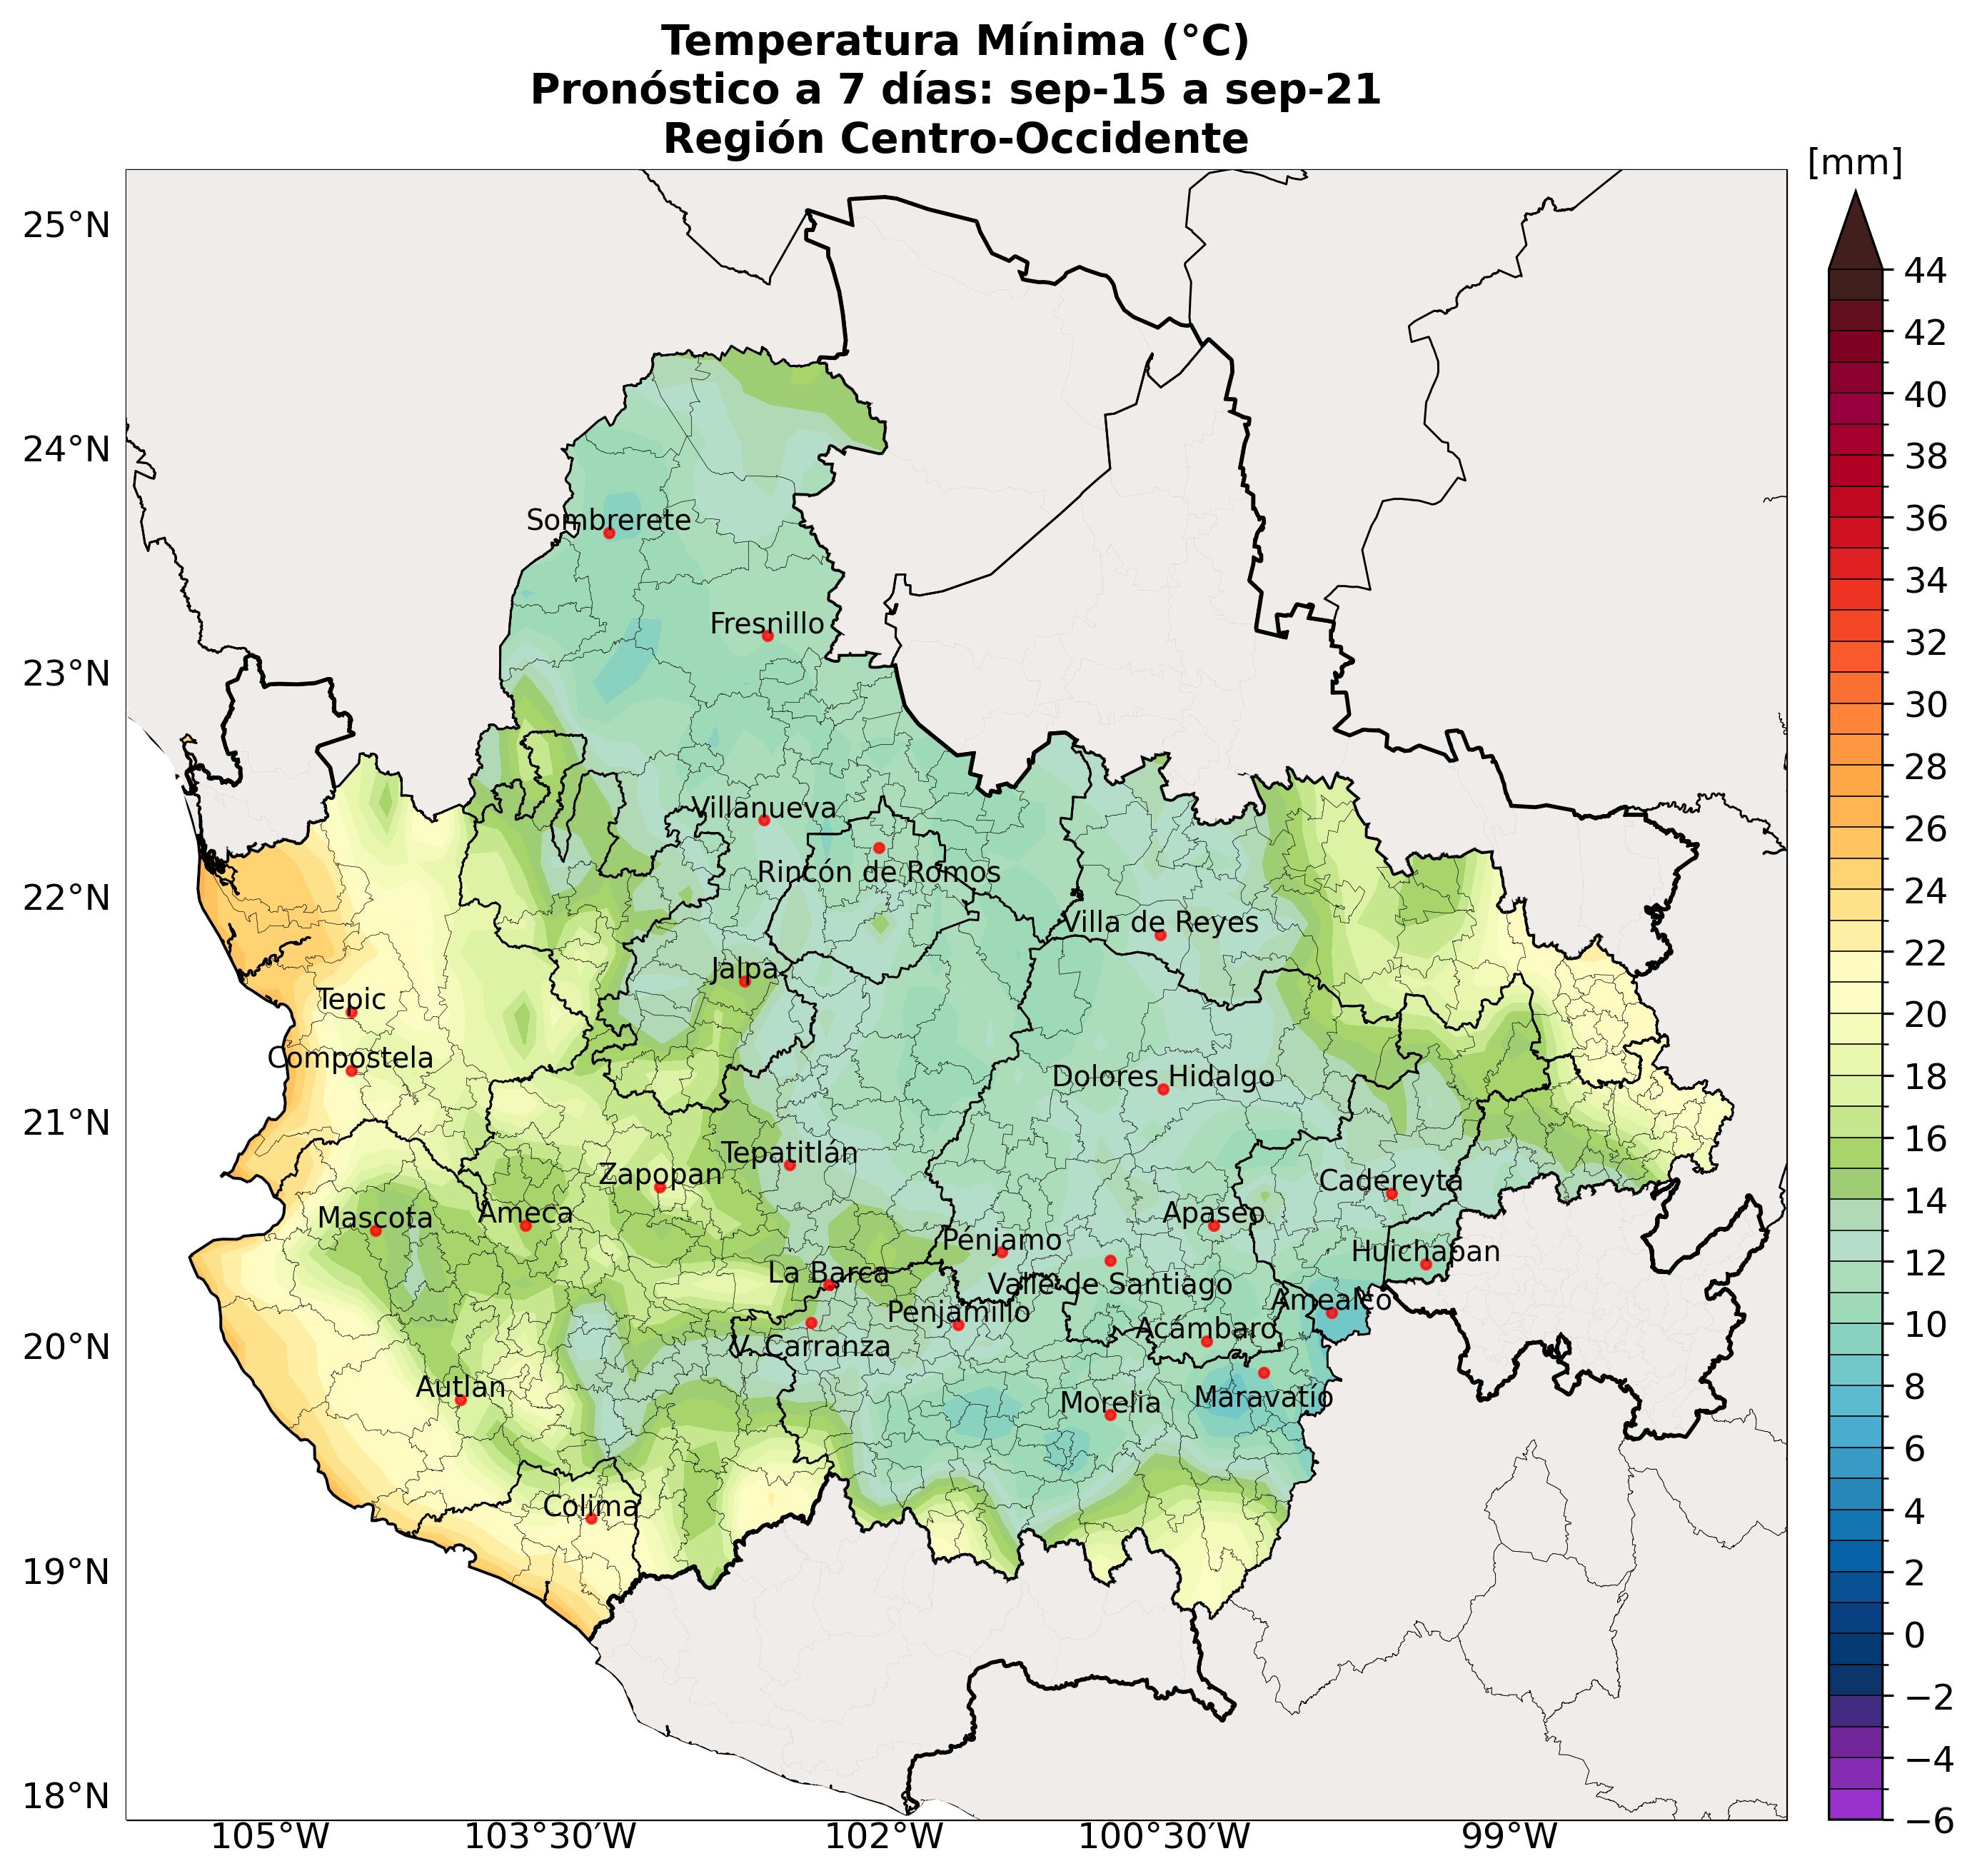 Temperatura Mínima (°C)
Pronóstico a 7 días: sep-15 a sep-21
Región Centro-Occidente
[mm]
25°N
24°N
23°N
22°N
21°N
20°N
19°N
18°N
105°W
103°30′W
102°W
100°30′W
99°W
44
42
40
38
36
34
32
30
28
26
24
22
20
18
16
14
12
10
8
6
4
2
0
−2
−4
−6
Sombrerete
Fresnillo
Villanueva
Rincón de Romos
Villa de Reyes
Jalpa
Tepic
Compostela
Dolores Hidalgo
Tepatitlán
Zapopan
Cadereyta
Mascota
Ameca
Apaseo
Pénjamo
Huichapan
La Barca
Valle de Santiago
Amealco
Penjamillo
Acámbaro
V. Carranza
Autlan
Maravatío
Morelia
Colima